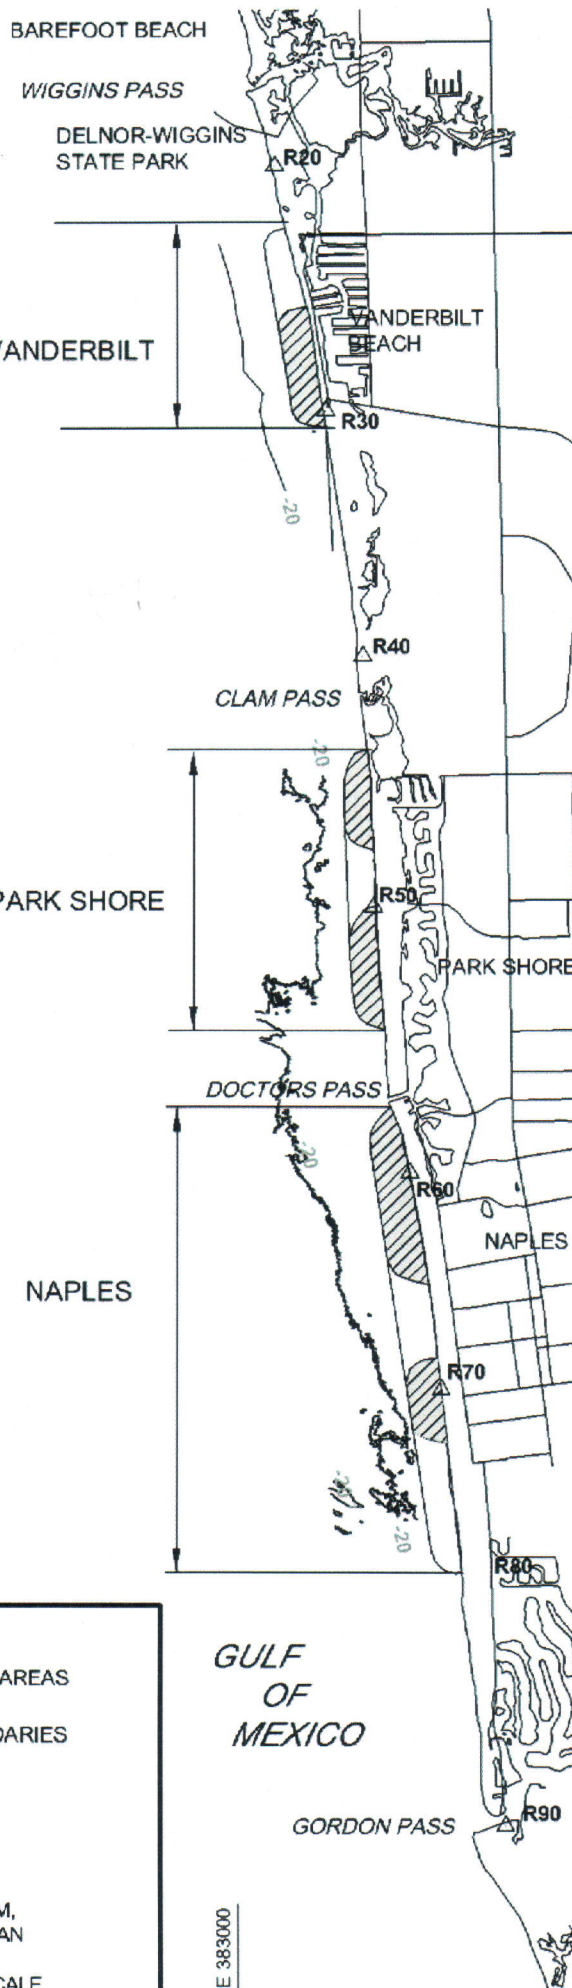 BAREFOOT BEACH
WIGGINS PASS
DELNOR-WIGGINS
STATE PARK
R20
VANDERBILT
VANDERBILT
BEACH
R30
-20
R40
CLAM PASS
-20
PARK SHORE
R50
PARK SHORE
DOCTORS PASS
-20
R60
NAPLES
NAPLES
R70
-20
-20
R80
AREAS
GULF
OF
MEXICO
DARIES
GORDON PASS
R90
M,
AN
E 383000
CALE